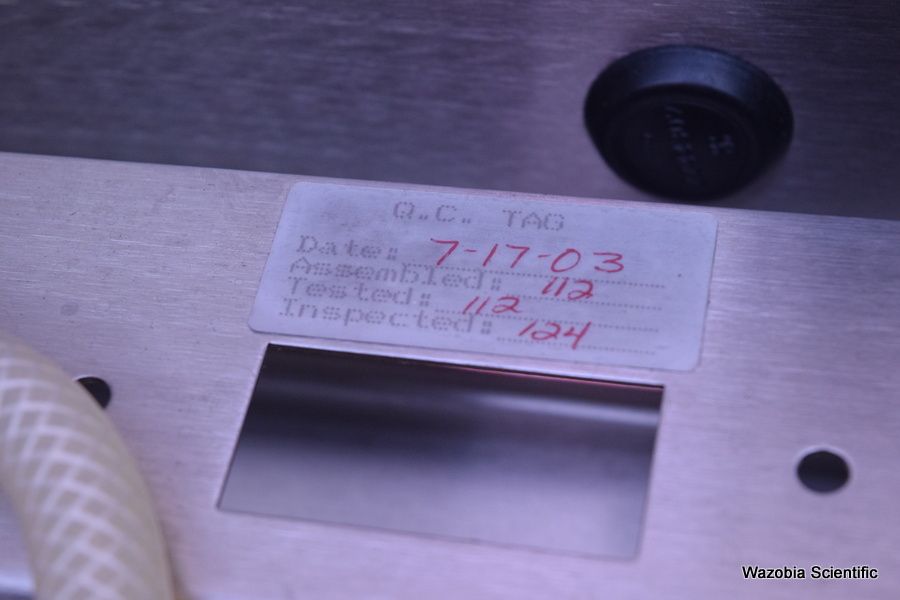 Q.C. TAG
Date: 7-17-03
Assembled: 112
Tested: 112
Inspected: 124
Wazobia Scientific